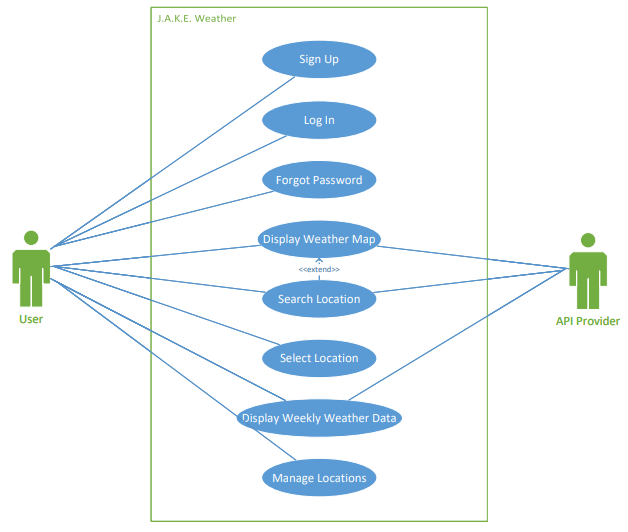 J.A.K.E. Weather
Sign Up
Log In
Forgot Password
Display Weather Map
<<extend>>
Search Location
User
API Provider
Select Location
Display Weekly Weather Data
Manage Locations